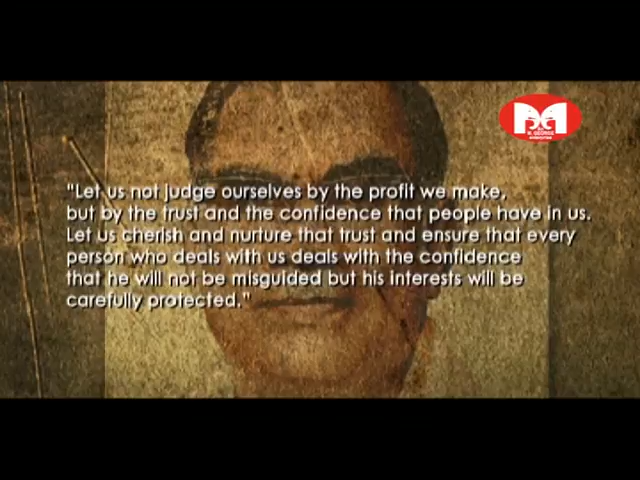 M. GEORGE
"Let us not judge ourselves by the profit we make,
but by the trust and the confidence that people have in us.
Let us cherish and nurture that trust and ensure that every
person who deals with us deals with the confidence
that he will not be misguided but his interests will be
carefully protected."